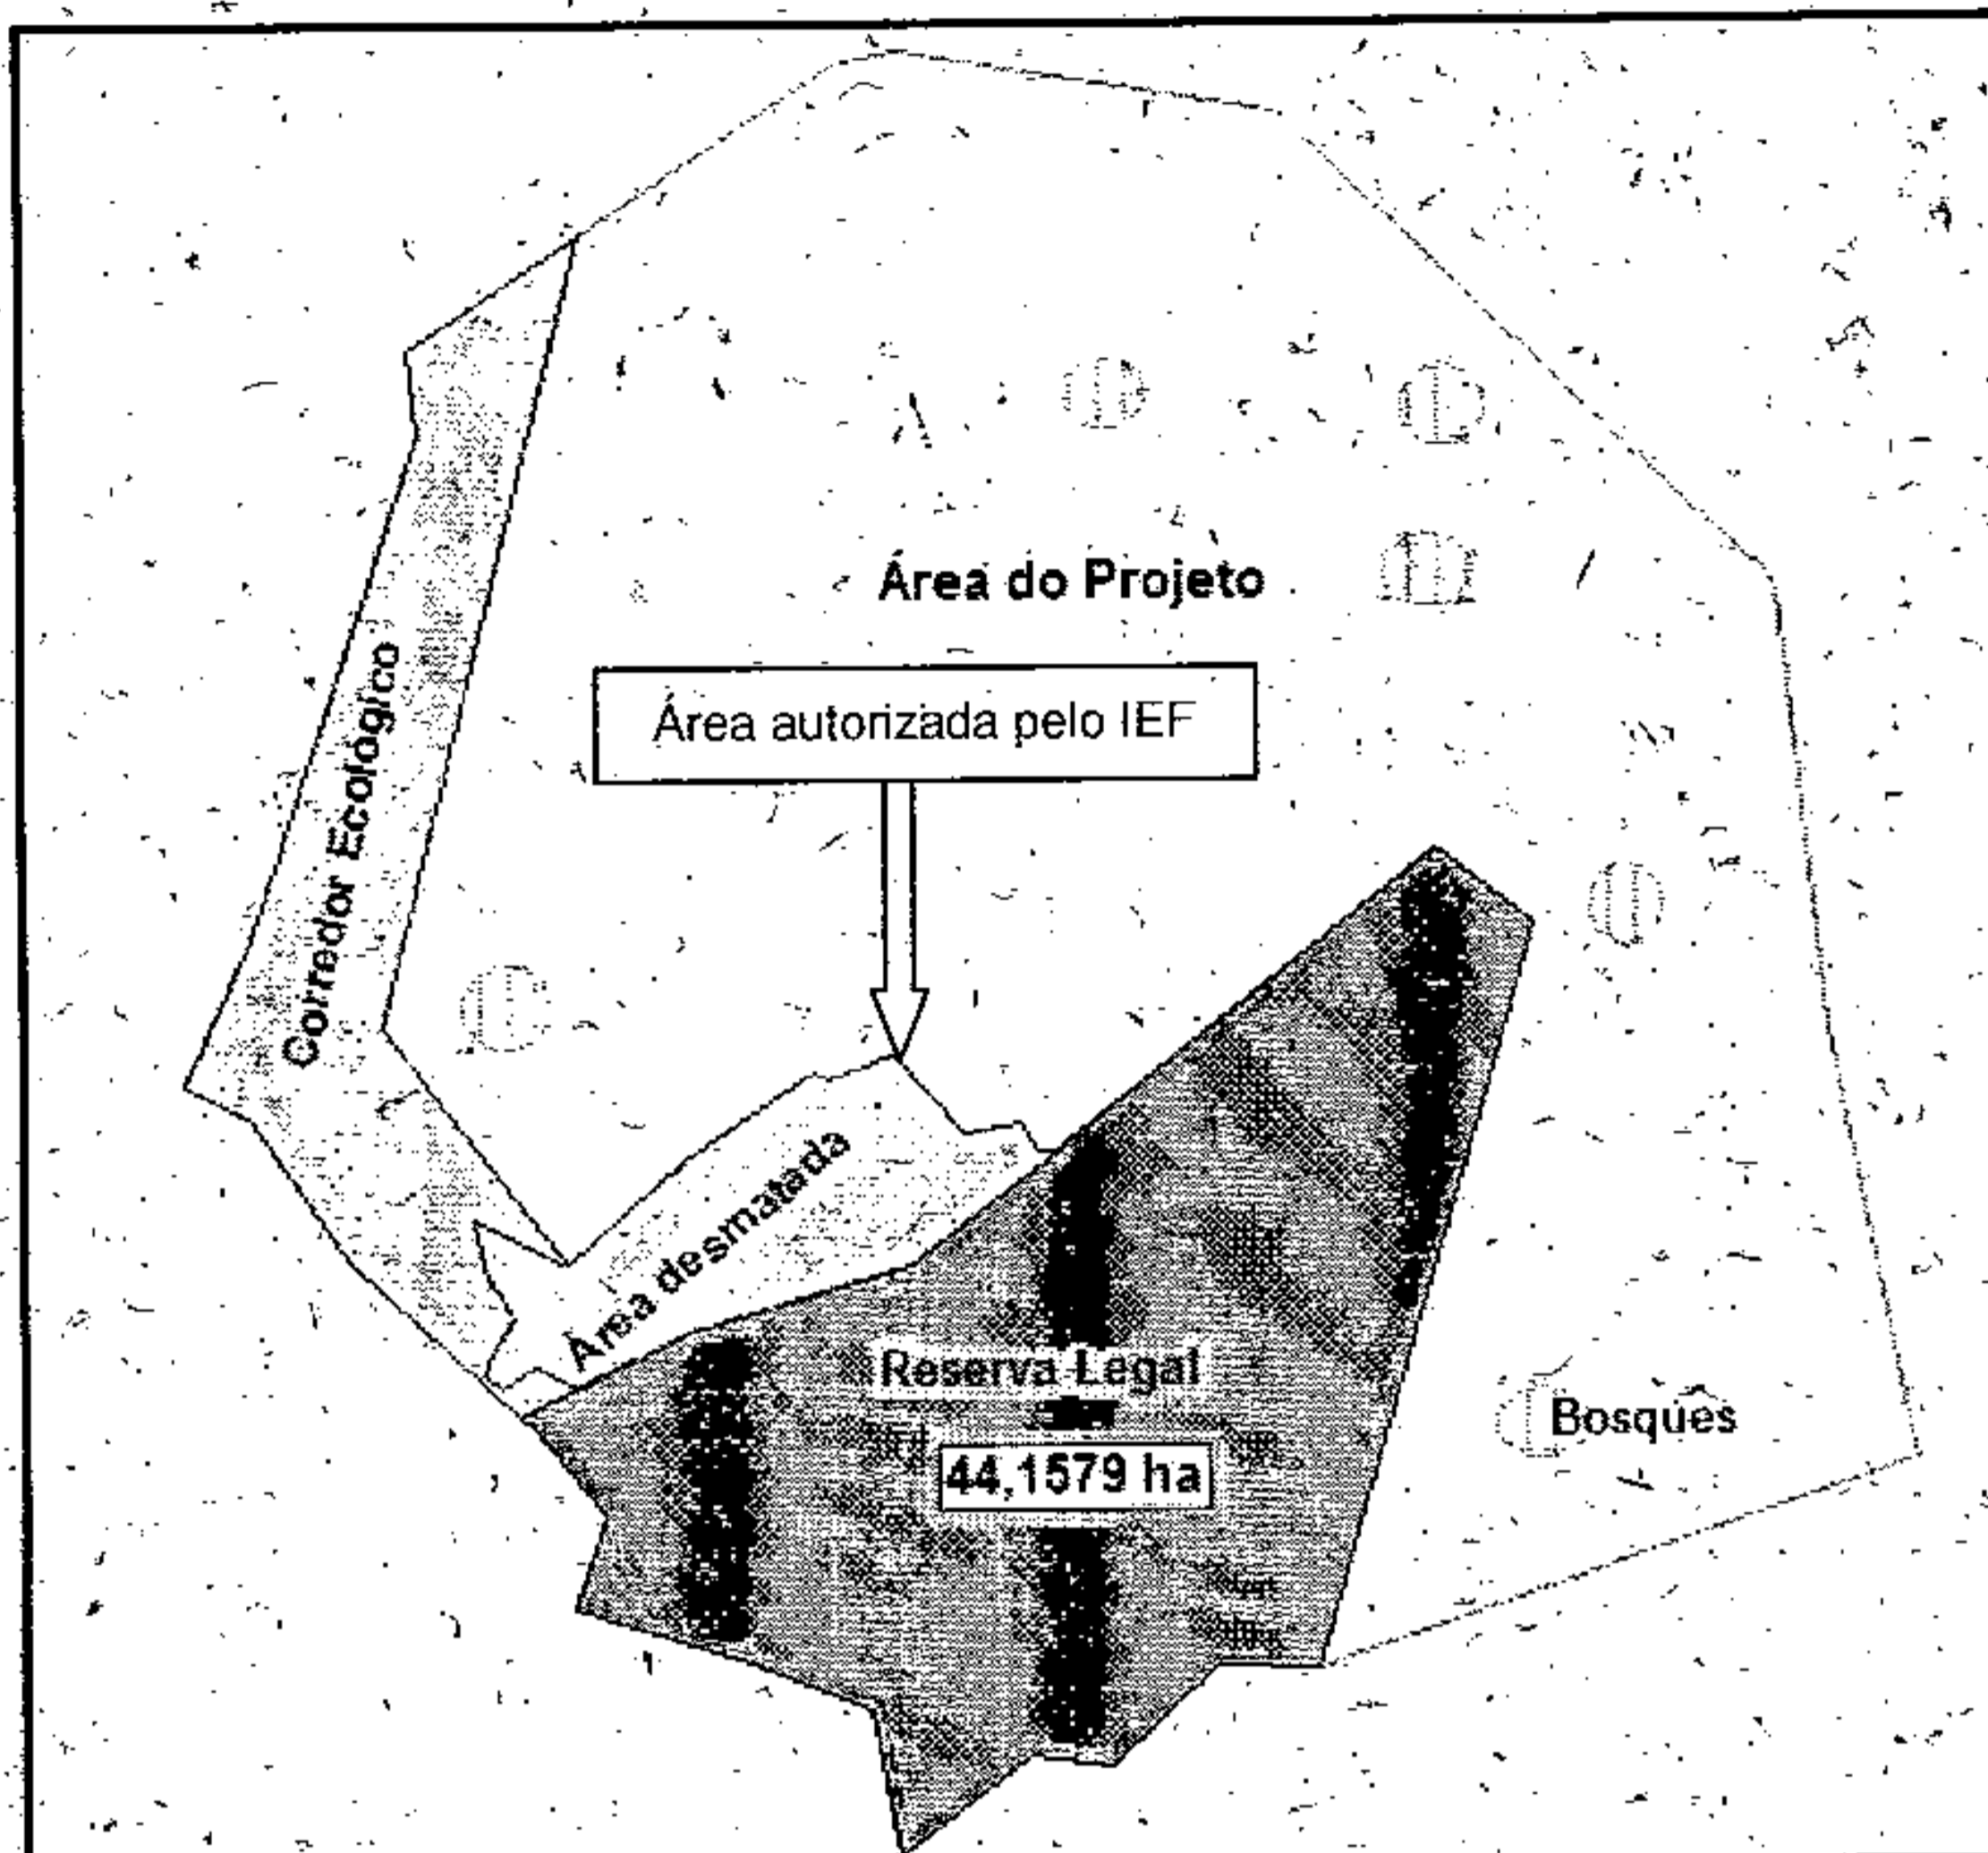 Área do Projeto
Área autorizada pelo IEF
Corredor Ecológico
Área desmatada
Reserva Legal
44,1579 ha
Bosques